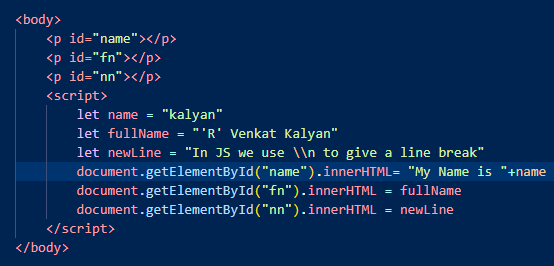 <body>
<p id="name"></p>
<p id="fn"></p>
<p id="nn"></p>
<script>
let name = "kalyan"
let fullName = "'R' Venkat Kalyan"
let newLine = "In JS we use \\n to give a line break"
document.getElementById("name").innerHTML= "My Name is "+name
document.getElementById("fn").innerHTML = fullName
document.getElementById("nn").innerHTML = newLine
</script>
</body>